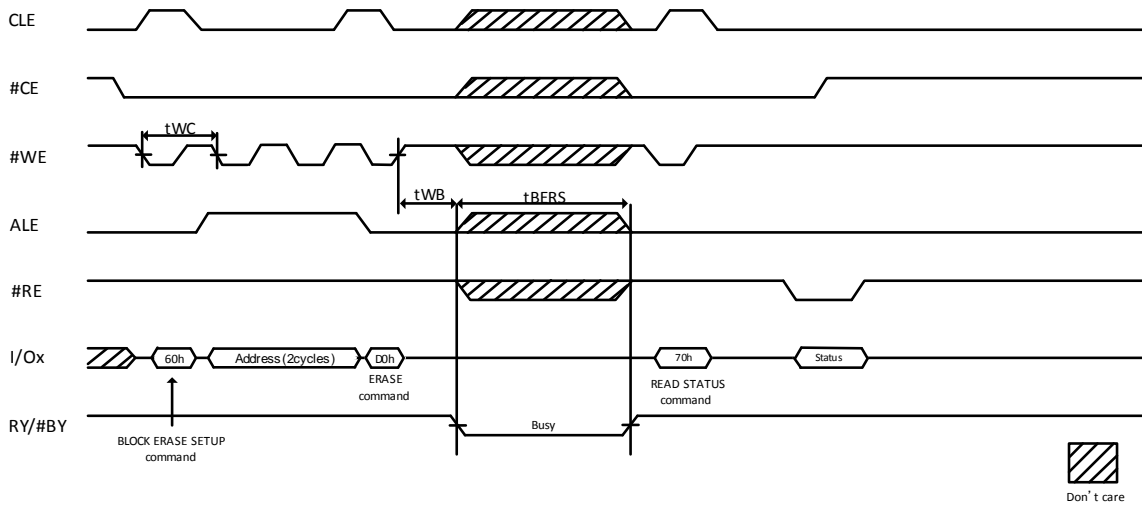 CLE
#CE
tWC
#WE
tWB
tBERS
ALE
#RE
I/Ox
60h
Address (2cycles)
D0h
70h
Status
ERASE
command
READ STATUS
command
RY/#BY
Busy
BLOCK ERASE SETUP
command
Don't care